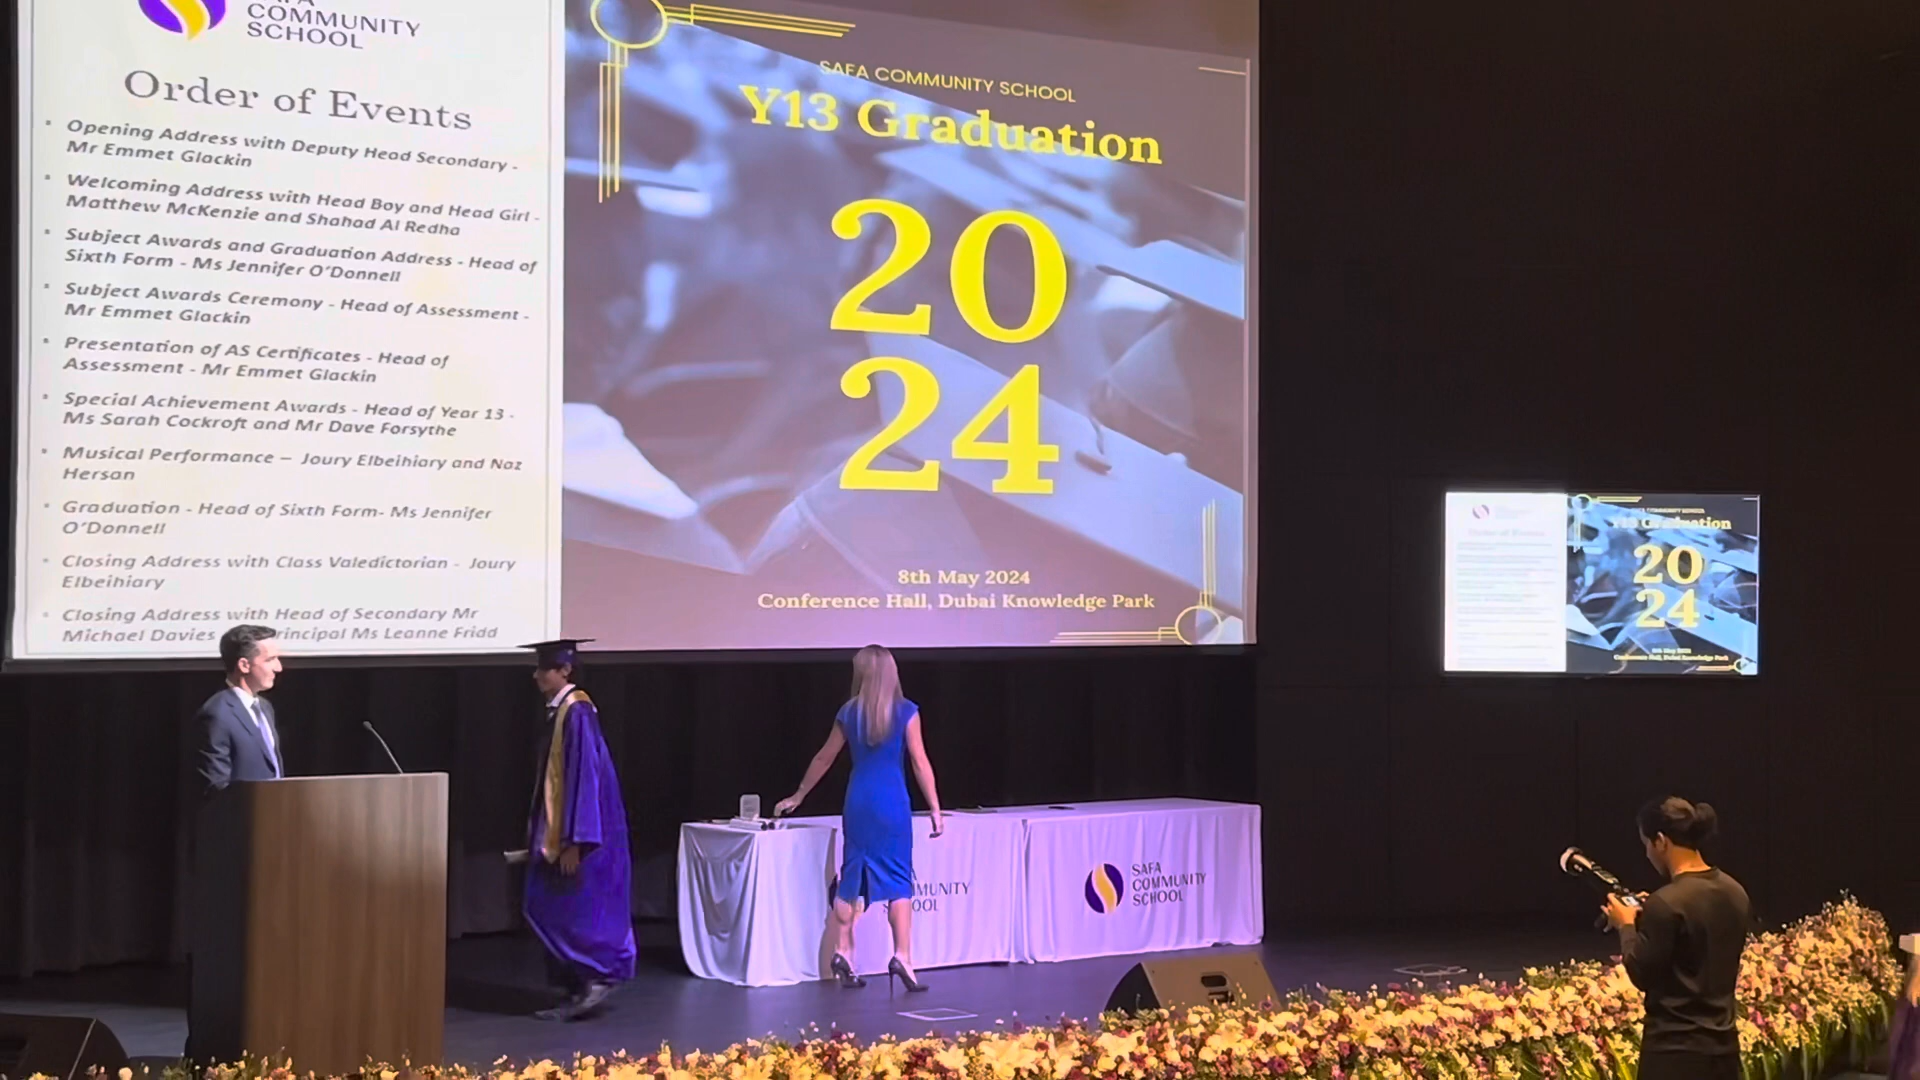 COMMUNITY
SCHOOL
Order of Events
Opening Address with Deputy Head Secondary -
Mr Emmet Glackin
Welcoming Address with Head Boy and Head Girl -
Matthew McKenzie and Shahad Al Redha
Subject Awards and Graduation Address - Head of
Sixth Form - Ms Jennifer O'Donnell
Subject Awards Ceremony - Head of Assessment -
Mr Emmet Glackin
Presentation of AS Certificates - Head of
Assessment - Mr Emmet Glackin
Special Achievement Awards - Head of Year 13 -
Ms Sarah Cockroft and Mr Dave Forsythe
Musical Performance – Joury Elbeihiary and Naz
Hersan
Graduation - Head of Sixth Form- Ms Jennifer
O'Donnell
Closing Address with Class Valedictorian - Joury
Elbeihiary
Closing Address with Head of Secondary Mr
Michael Davies rincipal Ms Leanne Fridd
SAFA COMMUNITY SCHOOL
Y13 Graduation
20
24
8th May 2024
Conference Hall, Dubai Knowledge Park
Y13 Graduation
20
24
MUNITY
OOL
SAFA
COMMUNITY
SCHOOL